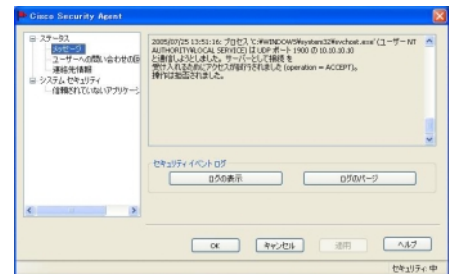 Cisco Security Agent
ステータス
メッセージ
ユーザーへの問い合わせの回
連絡先情報
システム セキュリティ
信頼されていないアプリケーシ
2005/07/25 13:51:16: プロセス 'C:¥WINDOWS¥system32¥svchost.exe' (ユーザー NT
AUTHORITY¥LOCAL SERVICE) は UDP ポート 1900 の 10.10.10.30
と通信しようとしました。サーバーとして接続 を
受け入れるためにアクセスが試行されました (operation = ACCEPT)。
操作は拒否されました。
セキュリティ イベント ログ
ログの表示
ログのパージ
OK
キャンセル
適用
ヘルプ
セキュリティ: 中